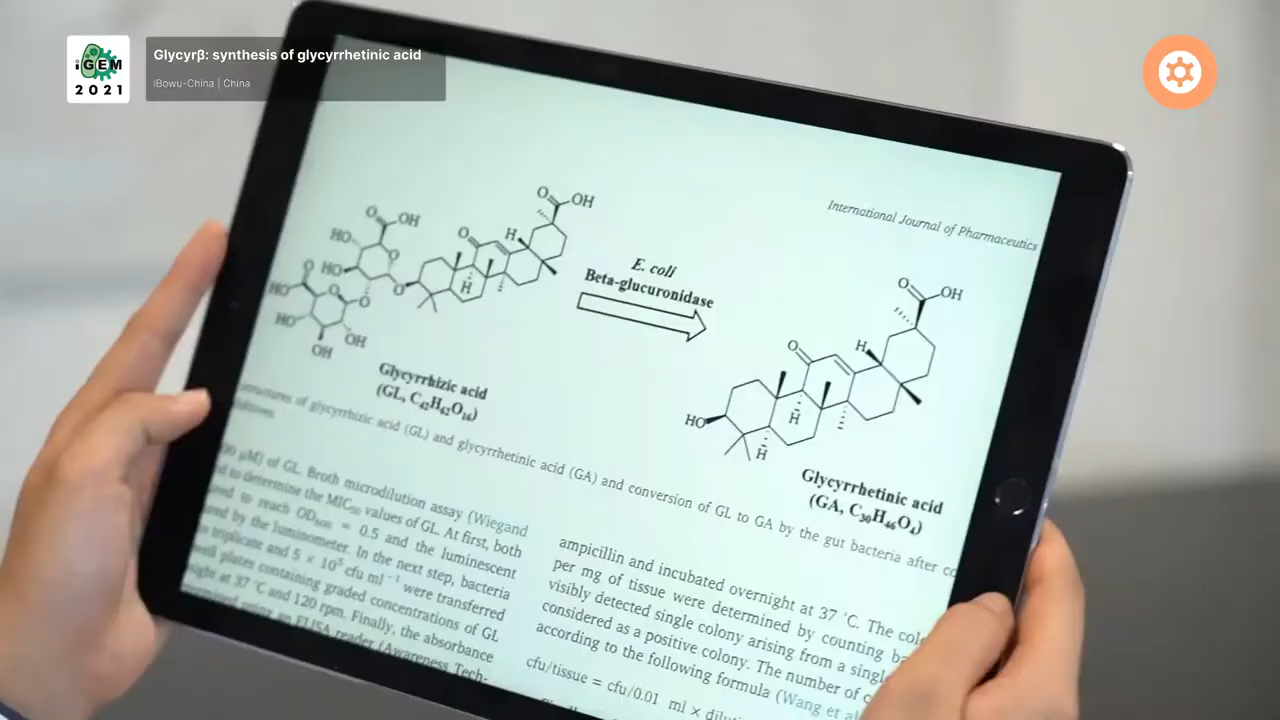 iGEM
2021
Glycyrβ: synthesis of glycyrrhetinic acid
iBowu-China | China
International Journal of Pharmaceutics
O
OH
O
OH
HO
O
HO
O
O
H
H
O
HO
O
O
HO
OH
OH
E. coli
Beta-glucuronidase
O
OH
O
H
H
HO
H
Glycyrrhizic acid
(GL, C₄₂H₆₂O₁₆)
Glycyrrhetinic acid
(GA, C₃₀H₄₆O₄)
structures of glycyrrhizic acid (GL) and glycyrrhetinic acid (GA) and conversion of GL to GA by the gut bacteria after
µM) of GL. Broth microdilution assay (Wiegand
to determine the MIC₅₀ values of GL. At first, both
to reach OD₆₀₀ = 0.5 and the luminescent
by the luminometer. In the next step, bacteria
triplicate and 5 × 10⁵ cfu ml⁻¹ were transferred
plates containing graded concentrations of GL
at 37 °C and 120 rpm. Finally, the absorbance
using an ELISA reader (Awareness Tech-
ampicillin and incubated overnight at 37 °C. The
per mg of tissue were determined by counting
visibly detected single colony arising from a
considered as a positive colony. The number of
according to the following formula (Wang et
cfu/tissue = cfu/0.01 ml ×